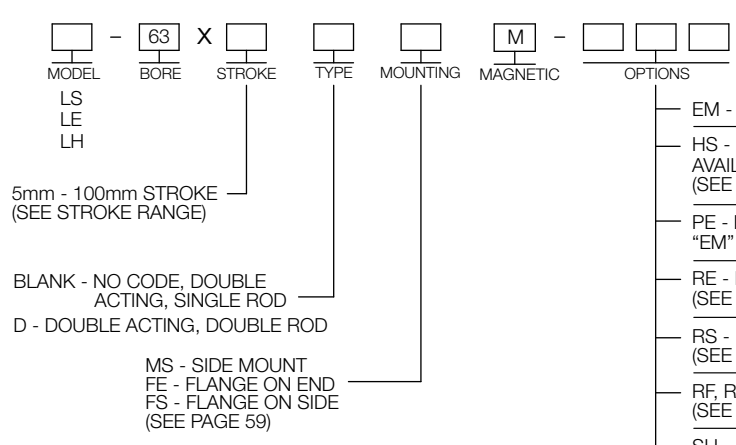 – 63 X M –
MODEL BORE STROKE TYPE MOUNTING MAGNETIC OPTIONS
LS
LE
LH
5mm - 100mm STROKE
(SEE STROKE RANGE)
BLANK - NO CODE, DOUBLE
ACTING, SINGLE ROD
D - DOUBLE ACTING, DOUBLE ROD
MS - SIDE MOUNT
FE - FLANGE ON END
FS - FLANGE ON SIDE
(SEE PAGE 59)
EM -
HS -
(SEE
PE -
"EM"
RE -
(SEE
RS -
(SEE
RF,
(SEE